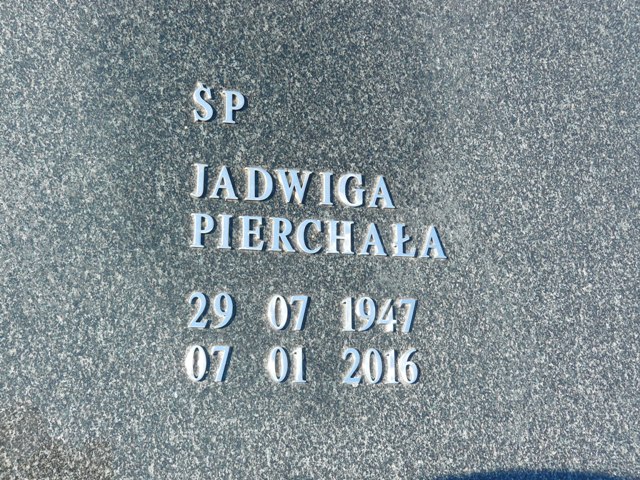 ŚP
JADWIGA
PIERCHAŁA
29 07 1947
07 01 2016